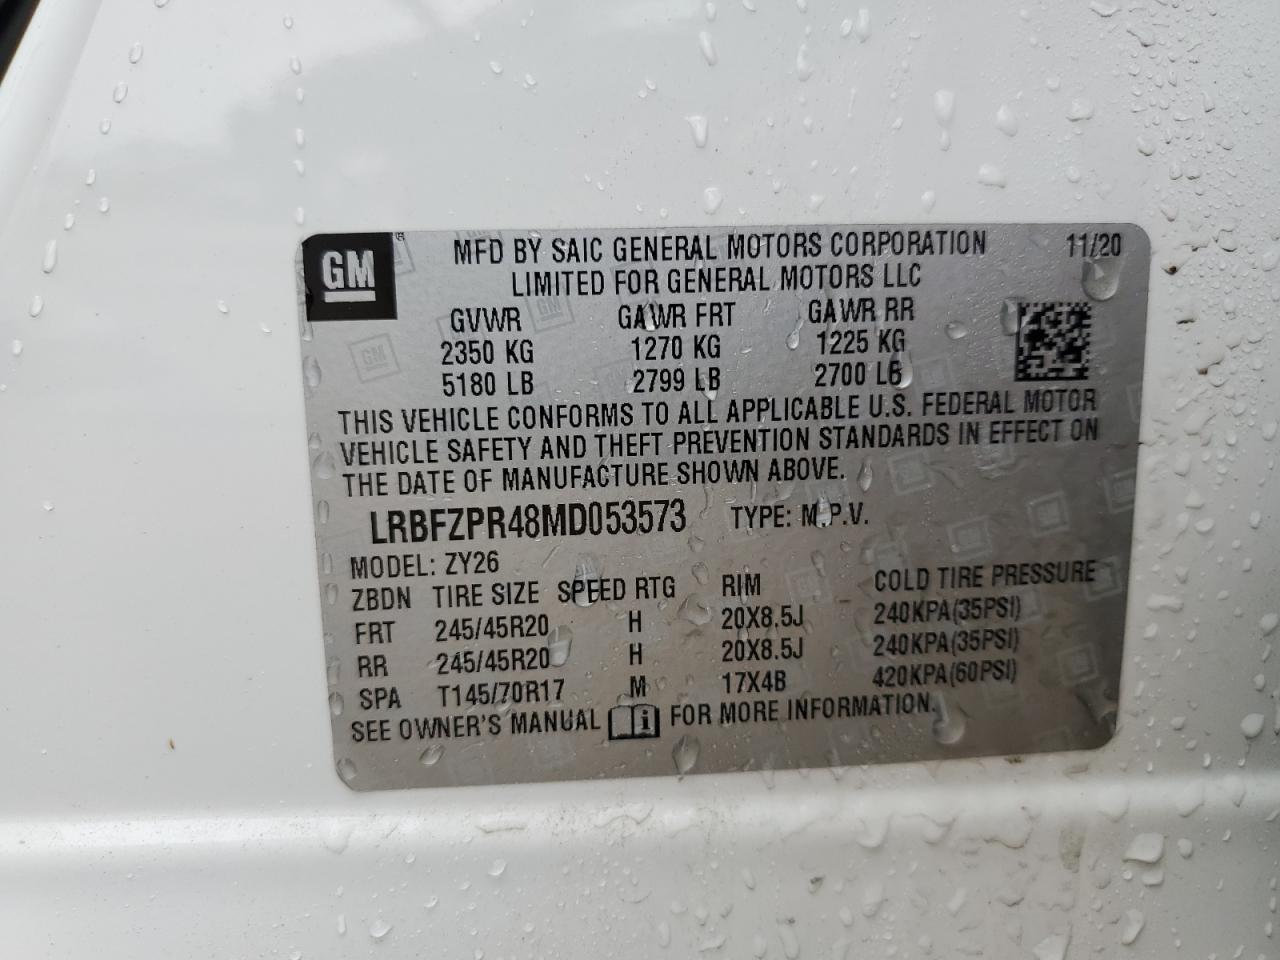 GM ®
MFD BY SAIC GENERAL MOTORS CORPORATION 11/20
LIMITED FOR GENERAL MOTORS LLC
GVWR GAWR FRT GAWR RR
2350 KG 1270 KG 1225 KG
5180 LB 2799 LB 2700 LB
THIS VEHICLE CONFORMS TO ALL APPLICABLE U.S. FEDERAL MOTOR
VEHICLE SAFETY AND THEFT PREVENTION STANDARDS IN EFFECT ON
THE DATE OF MANUFACTURE SHOWN ABOVE.
LRBFZPR48MD053573 TYPE: M.P.V.
MODEL: ZY26
ZBDN TIRE SIZE SPEED RTG RIM COLD TIRE PRESSURE
FRT 245/45R20 H 20X8.5J 240KPA(35PSI)
RR 245/45R20 H 20X8.5J 240KPA(35PSI)
SPA T145/70R17 M 17X4B 420KPA(60PSI)
SEE OWNER'S MANUAL i FOR MORE INFORMATION.